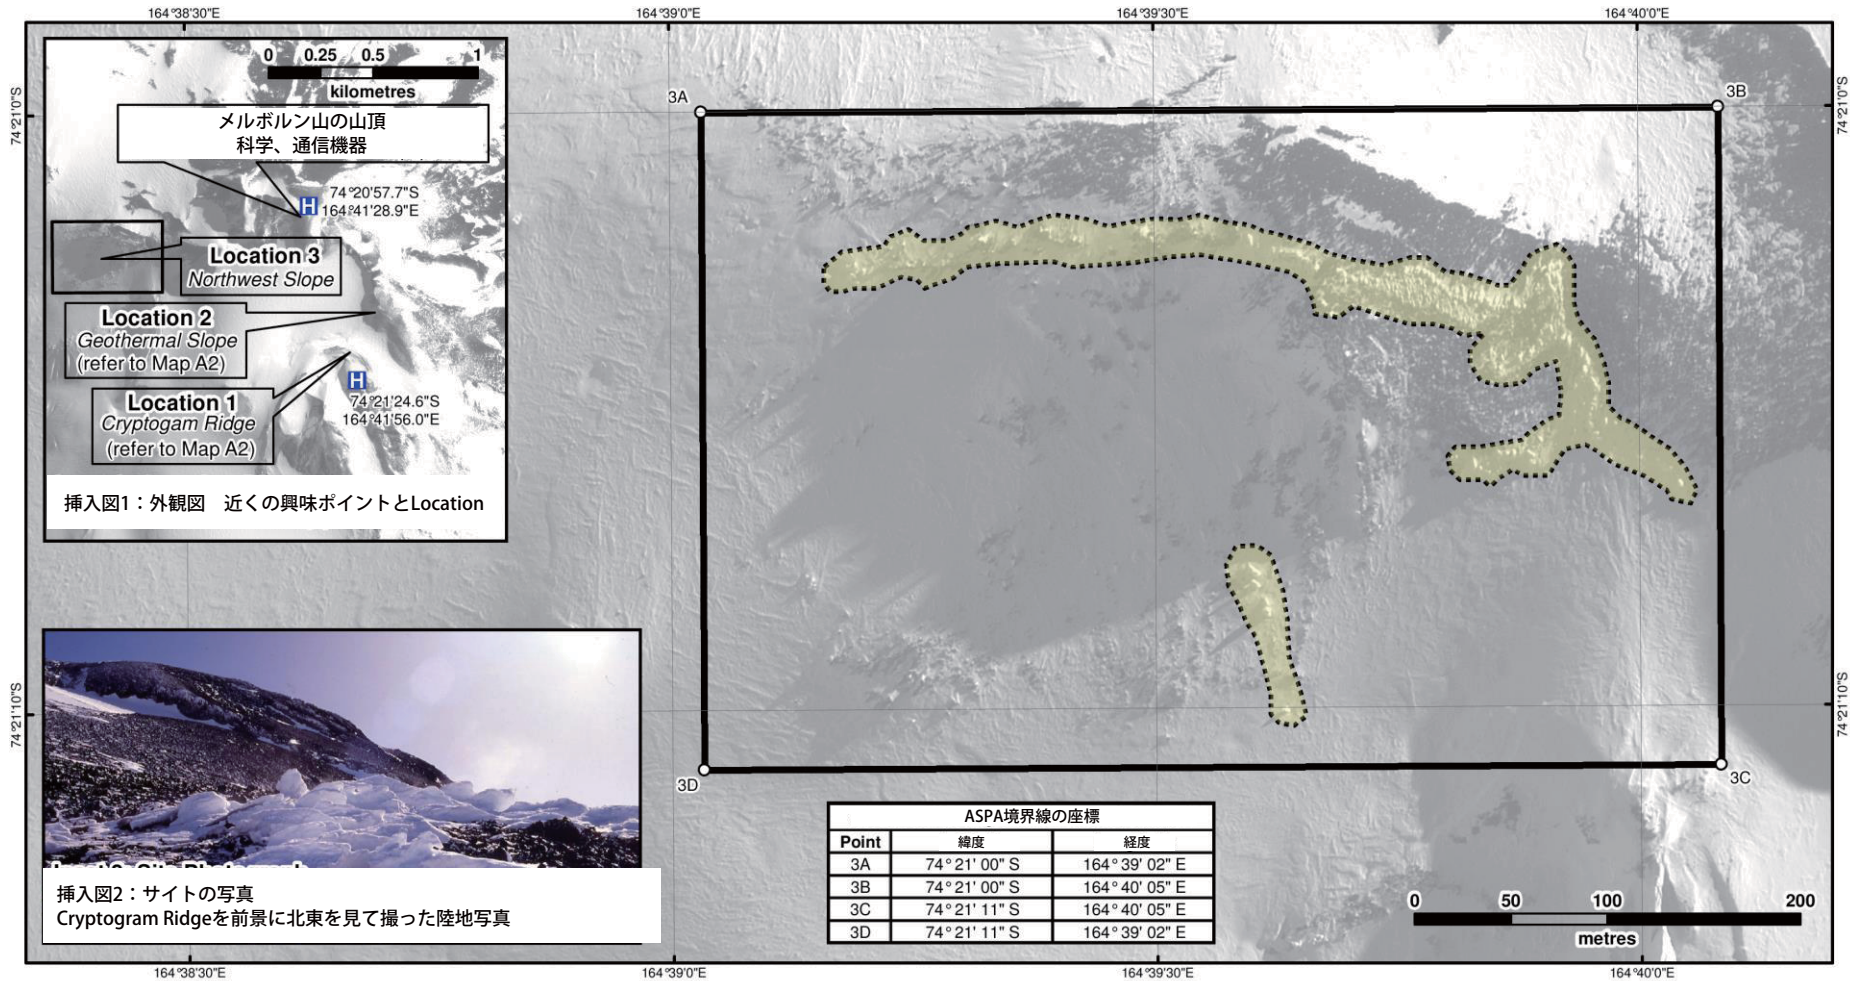 164°38'30"E
164°39'0"E
164°39'30"E
164°40'0"E
74°21'0"S
74°21'0"S
0 0.25 0.5 1
kilometres
メルボルン山の山頂
科学、通信機器
H
74°20'57.7"S
164°41'28.9"E
Location 3
Northwest Slope
Location 2
Geothermal Slope
(refer to Map A2)
Location 1
Cryptogam Ridge
(refer to Map A2)
H
74°21'24.6"S
164°41'56.0"E
挿入図1：外観図 近くの興味ポイントとLocation
3A
3B
3C
3D
74°21'10"S
74°21'10"S
挿入図2：サイトの写真
Cryptogram Ridgeを前景に北東を見て撮った陸地写真
ASPA境界線の座標
Point 緯度 経度
3A 74° 21' 00" S 164° 39' 02" E
3B 74° 21' 00" S 164° 40' 05" E
3C 74° 21' 11" S 164° 40' 05" E
3D 74° 21' 11" S 164° 39' 02" E
0 50 100 200
metres
164°38'30"E
164°39'0"E
164°39'30"E
164°40'0"E